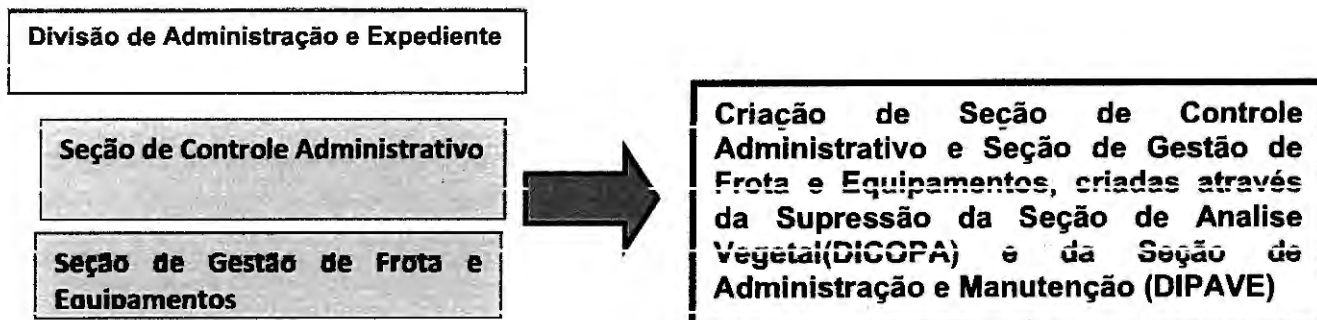 Divisão de Administração e Expediente
Seção de Controle Administrativo
Seção de Gestão de Frota e
Equipamentos
Criação de Seção de Controle
Administrativo e Seção de Gestão de
Frota e Equipamentos, criadas através
da Supressão da Seção de Analise
Vegetal(DICOPA) e da Seção de
Administração e Manutenção (DIPAVE)